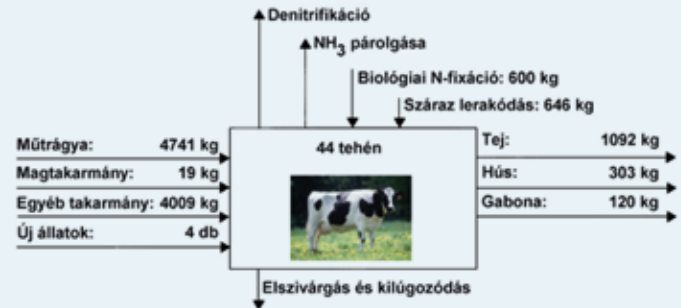 Denitrifikáció
NH3 párolgása
Biológiai N-fixáció: 600 kg
Száraz lerakódás: 646 kg
Műtrágya: 4741 kg
Magtakarmány: 19 kg
Egyéb takarmány: 4009 kg
Új állatok: 4 db
44 tehén
Tej: 1092 kg
Hús: 303 kg
Gabona: 120 kg
Elszivárgás és kilúgozódás